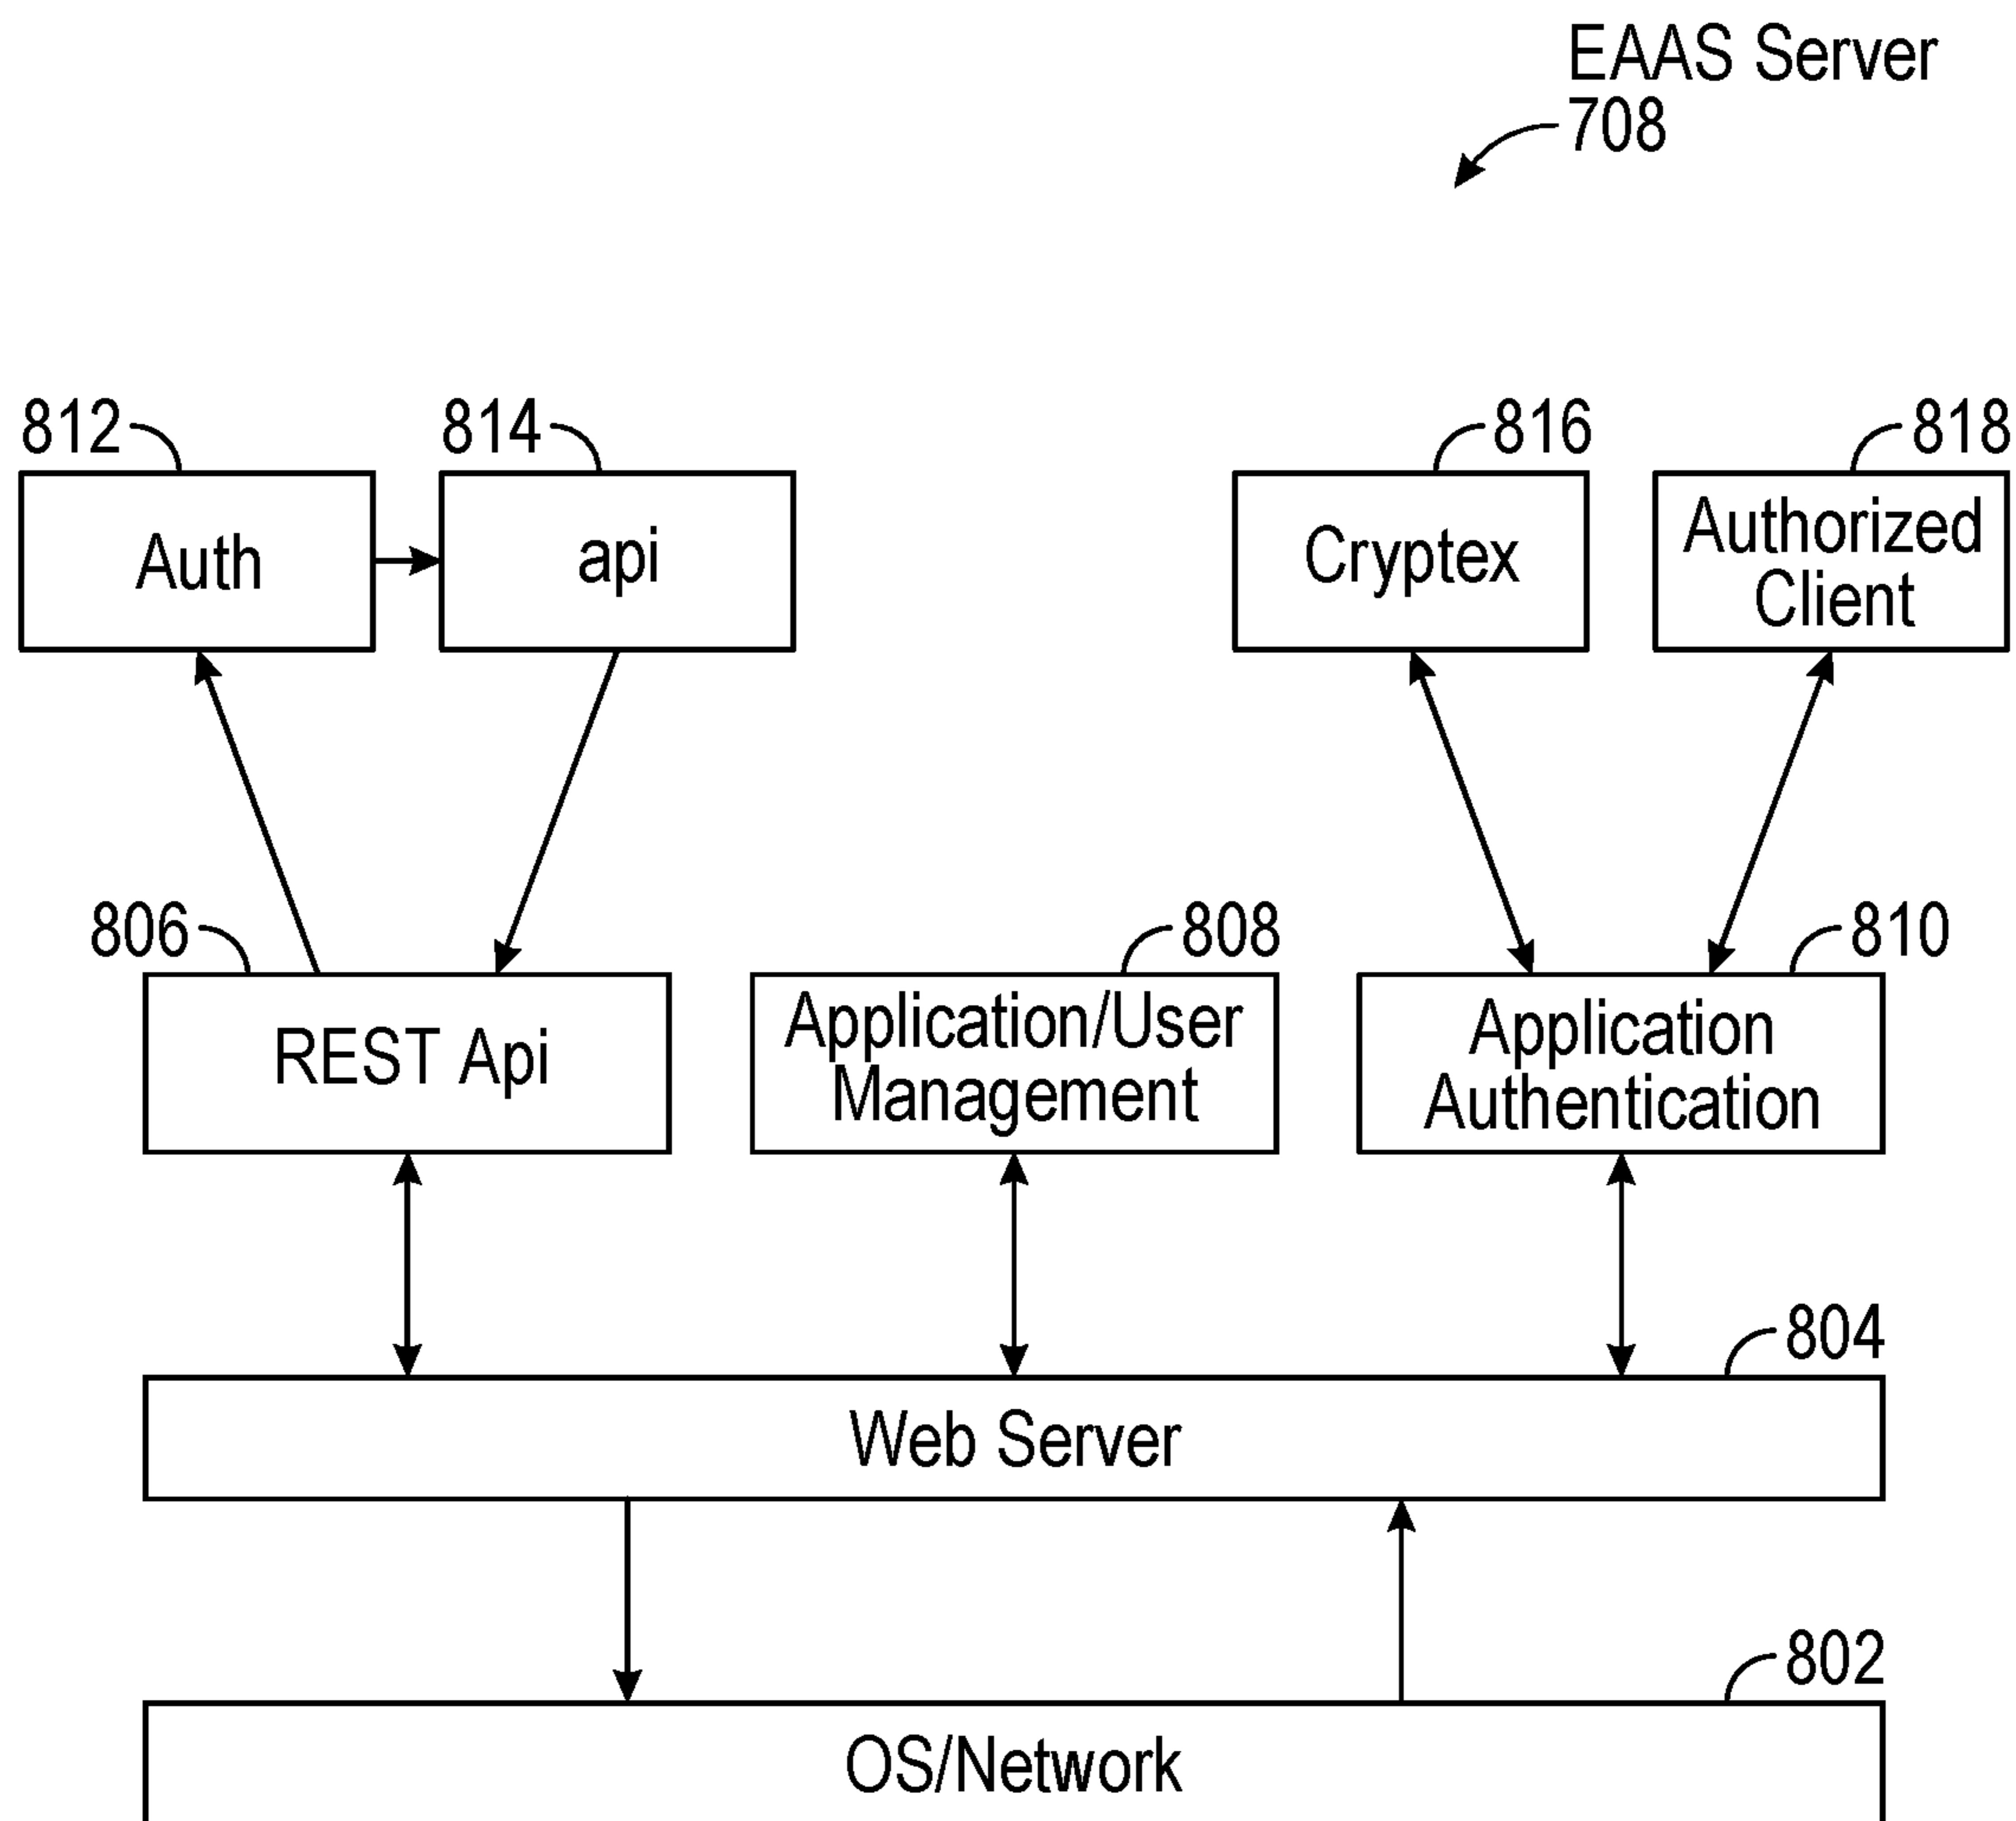 EAAS Server
708
812
814
816
818
Auth
api
Cryptex
Authorized
Client
806
808
810
REST Api
Application/User
Management
Application
Authentication
804
Web Server
802
OS/Network